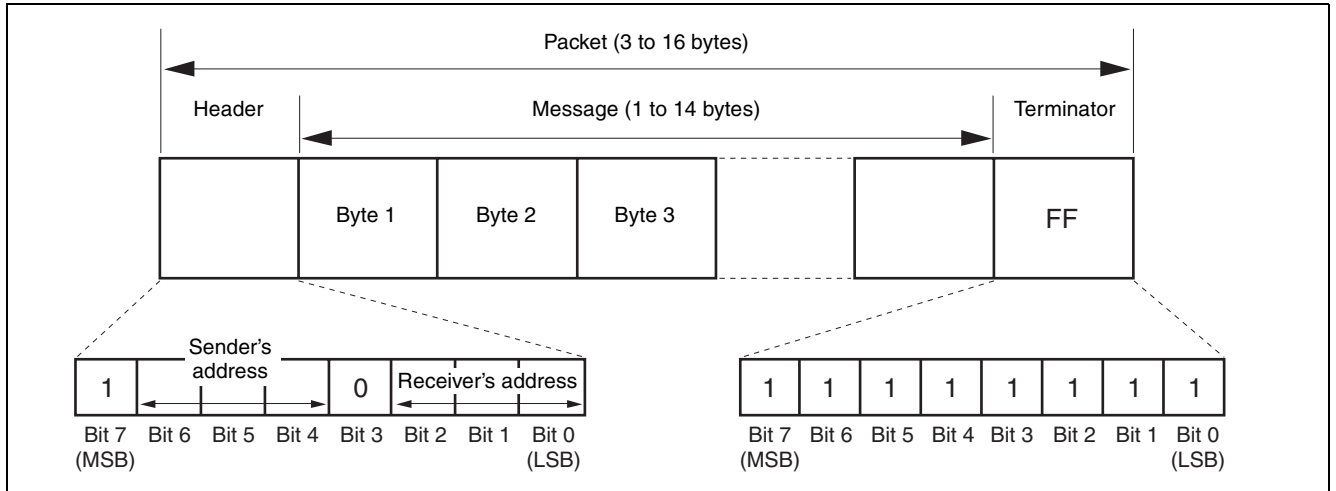 Packet (3 to 16 bytes)
Header Message (1 to 14 bytes) Terminator
Byte 1 Byte 2 Byte 3 FF
Sender's
address
1 0 Receiver's address 1 1 1 1 1 1 1 1
Bit 7 Bit 6 Bit 5 Bit 4 Bit 3 Bit 2 Bit 1 Bit 0 Bit 7 Bit 6 Bit 5 Bit 4 Bit 3 Bit 2 Bit 1 Bit 0
(MSB) (LSB) (MSB) (LSB)